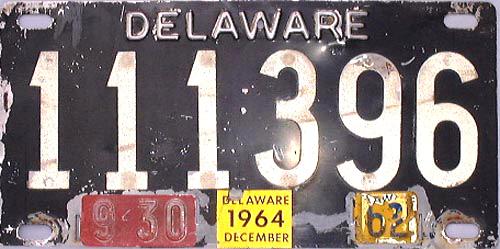 DELAWARE
111396
9-30
DELAWARE
1964
DECEMBER
62